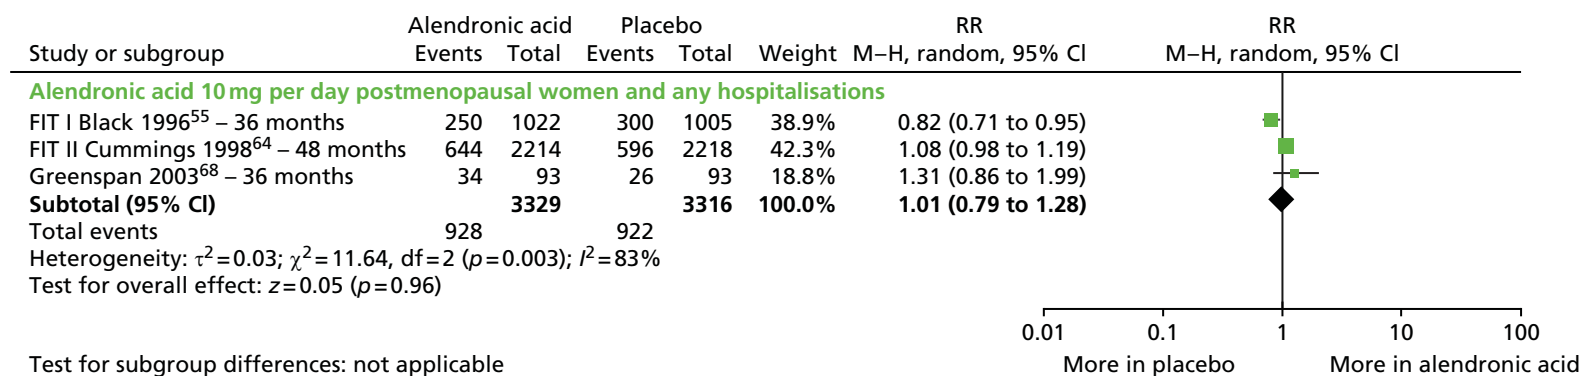 Alendronic acid Placebo RR RR
Study or subgroup Events Total Events Total Weight M–H, random, 95% CI M–H, random, 95% CI
Alendronic acid 10 mg per day postmenopausal women and any hospitalisations
FIT I Black 1996⁵⁵ – 36 months 250 1022 300 1005 38.9% 0.82 (0.71 to 0.95)
FIT II Cummings 1998⁶⁴ – 48 months 644 2214 596 2218 42.3% 1.08 (0.98 to 1.19)
Greenspan 2003⁶⁸ – 36 months 34 93 26 93 18.8% 1.31 (0.86 to 1.99)
Subtotal (95% CI) 3329 3316 100.0% 1.01 (0.79 to 1.28)
Total events 928 922
Heterogeneity: τ²=0.03; χ²=11.64, df=2 (p=0.003); I²=83%
Test for overall effect: z=0.05 (p=0.96)
0.01 0.1 1 10 100
Test for subgroup differences: not applicable More in placebo More in alendronic acid